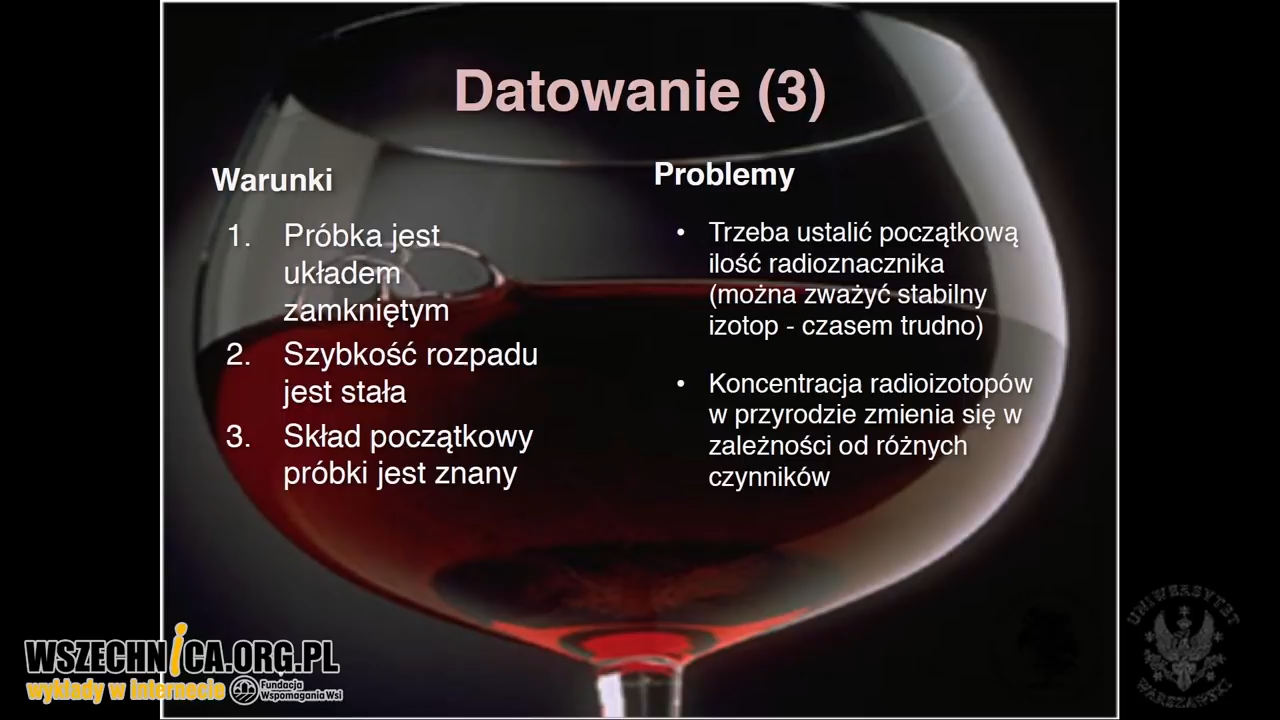 Datowanie (3)
Warunki
1. Próbka jest
układem
zamkniętym
2. Szybkość rozpadu
jest stała
3. Skład początkowy
próbki jest znany
Problemy
• Trzeba ustalić początkową
ilość radioznacznika
(można zważyć stabilny
izotop - czasem trudno)
• Koncentracja radioizotopów
w przyrodzie zmienia się w
zależności od różnych
czynników
WSZECHNiCA.ORG.PL
wykłady w internecie
Fundacja
Wspomagania Wsi
UNIWERSYTET
WARSZAWSKI